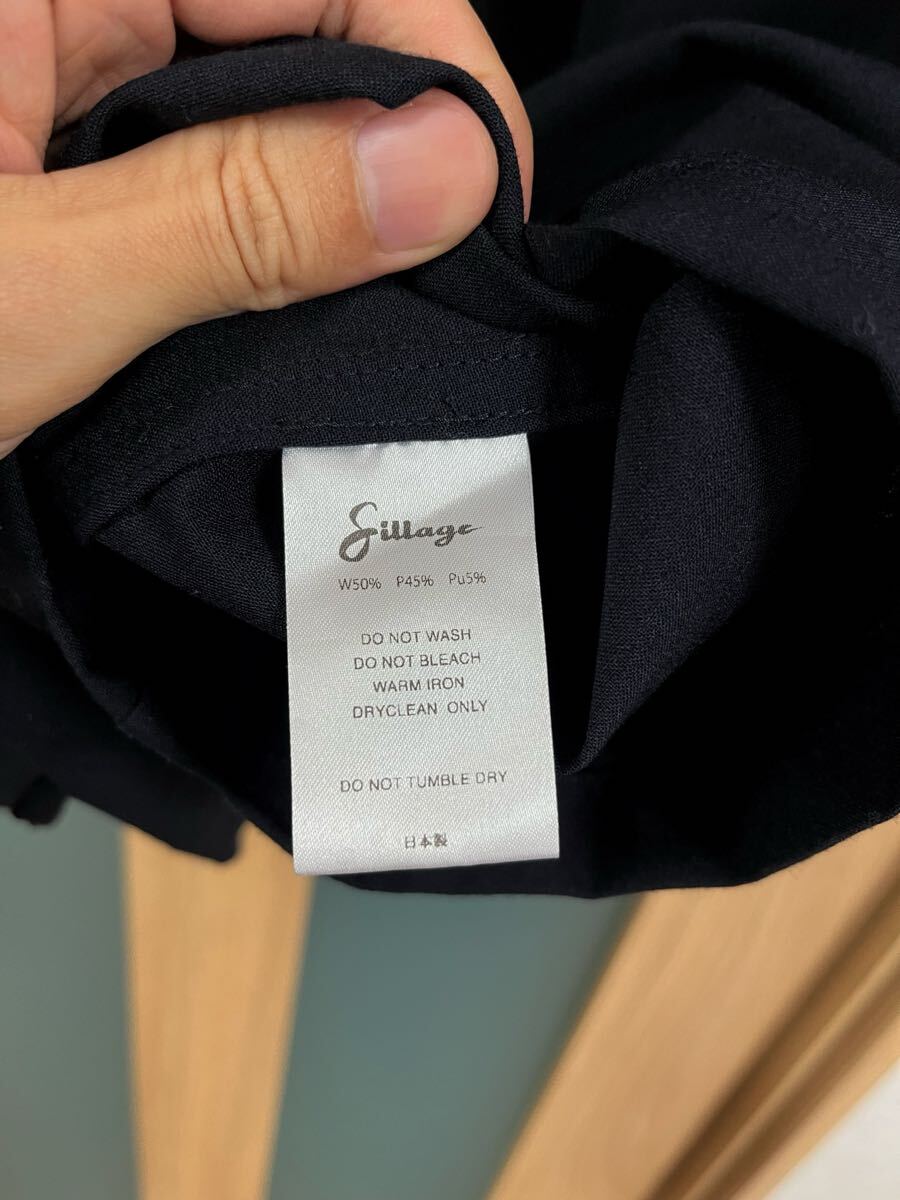 Sillage
W50% P45% Pu5%
DO NOT WASH
DO NOT BLEACH
WARM IRON
DRYCLEAN ONLY
DO NOT TUMBLE DRY
日本製